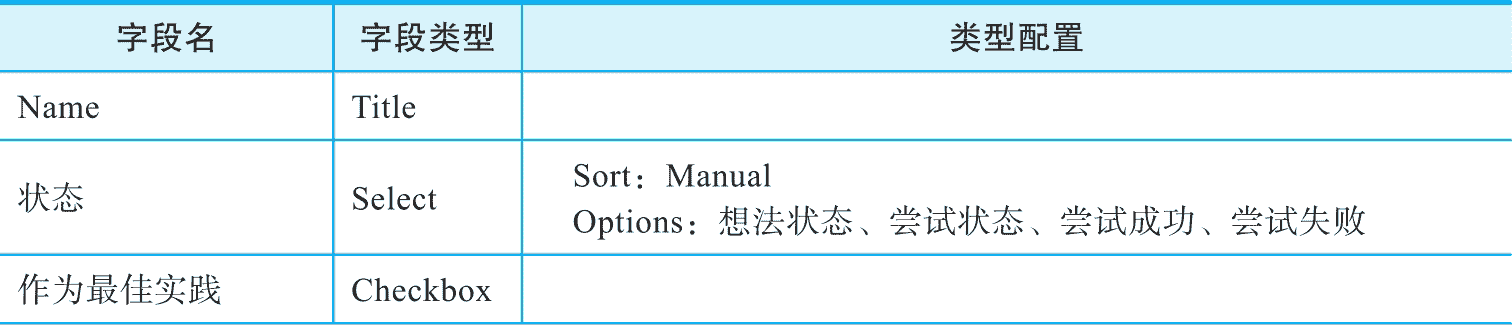 字段名 字段类型 类型配置
Name Title
状态 Select Sort：Manual
Options：想法状态、尝试状态、尝试成功、尝试失败
作为最佳实践 Checkbox